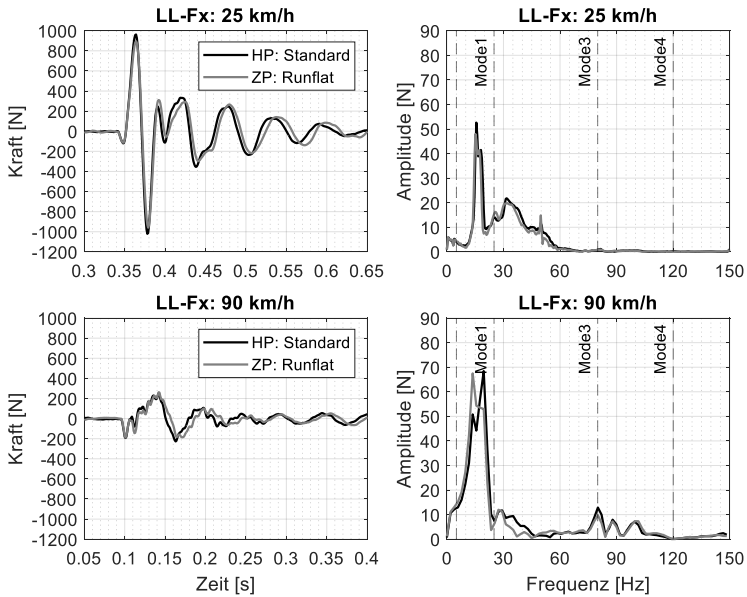 LL-Fx: 25 km/h
Kraft [N]
1000
800
600
400
200
0
-200
-400
-600
-800
-1000
-1200
HP: Standard
ZP: Runflat
0.3 0.35 0.4 0.45 0.5 0.55 0.6 0.65
LL-Fx: 25 km/h
Amplitude [N]
90
80
70
60
50
40
30
20
10
0
Mode1
Mode3
Mode4
0 30 60 90 120 150
LL-Fx: 90 km/h
Kraft [N]
1000
800
600
400
200
0
-200
-400
-600
-800
-1000
-1200
HP: Standard
ZP: Runflat
0.05 0.1 0.15 0.2 0.25 0.3 0.35 0.4
Zeit [s]
LL-Fx: 90 km/h
Amplitude [N]
90
80
70
60
50
40
30
20
10
0
Mode1
Mode3
Mode4
0 30 60 90 120 150
Frequenz [Hz]